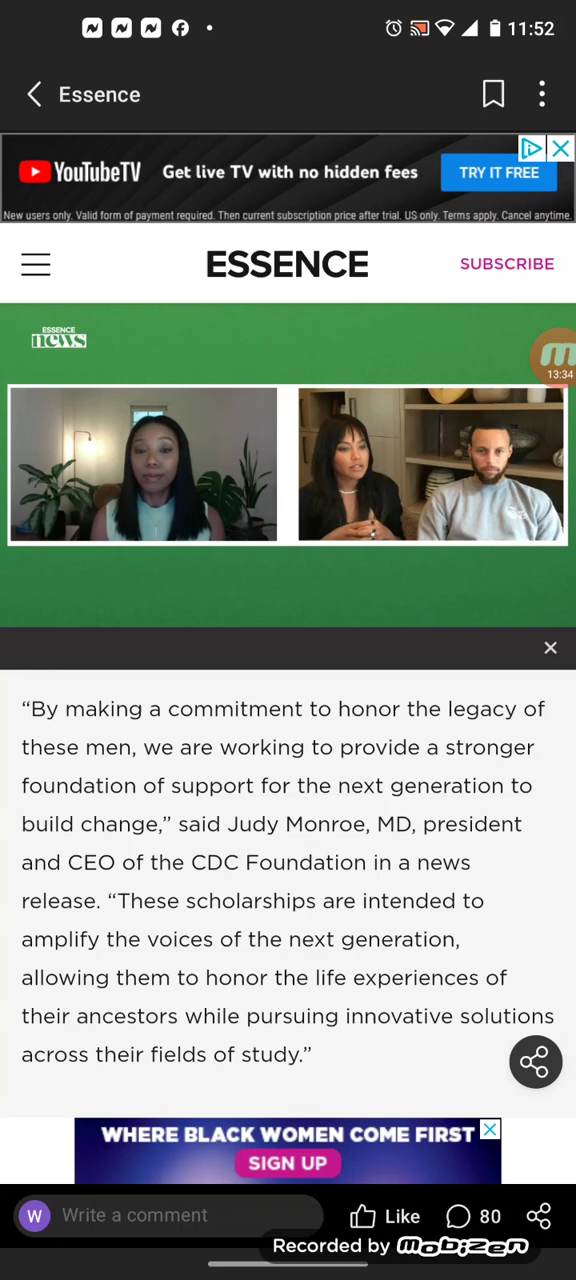 11:52
Essence
YouTubeTV Get live TV with no hidden fees TRY IT FREE
New users only. Valid form of payment required. Then current subscription price after trial. US only. Terms apply. Cancel anytime.
ESSENCE SUBSCRIBE
ESSENCE
news
13:34
“By making a commitment to honor the legacy of
these men, we are working to provide a stronger
foundation of support for the next generation to
build change,” said Judy Monroe, MD, president
and CEO of the CDC Foundation in a news
release. “These scholarships are intended to
amplify the voices of the next generation,
allowing them to honor the life experiences of
their ancestors while pursuing innovative solutions
across their fields of study.”
WHERE BLACK WOMEN COME FIRST
SIGN UP
W Write a comment Like 80
Recorded by mobizen